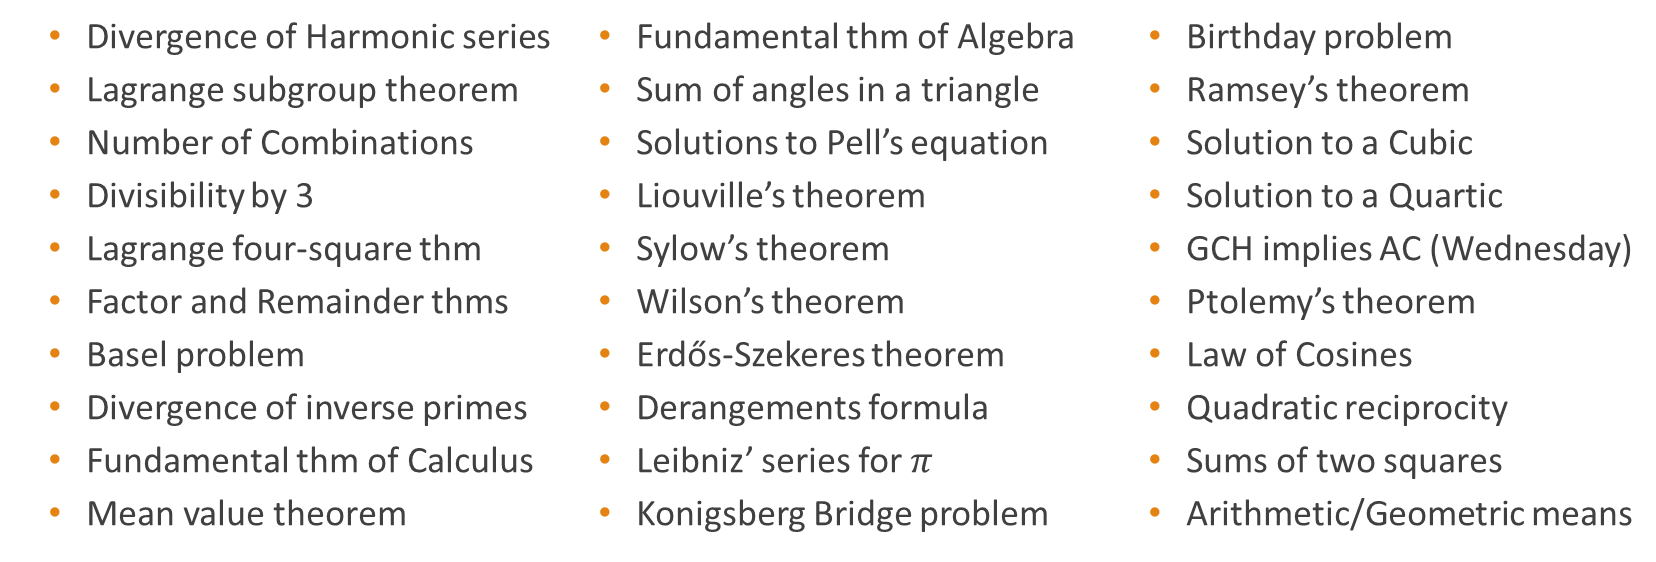 • Divergence of Harmonic series
• Lagrange subgroup theorem
• Number of Combinations
• Divisibility by 3
• Lagrange four-square thm
• Factor and Remainder thms
• Basel problem
• Divergence of inverse primes
• Fundamental thm of Calculus
• Mean value theorem
• Fundamental thm of Algebra
• Sum of angles in a triangle
• Solutions to Pell’s equation
• Liouville’s theorem
• Sylow’s theorem
• Wilson’s theorem
• Erdős-Szekeres theorem
• Derangements formula
• Leibniz’ series for π
• Konigsberg Bridge problem
• Birthday problem
• Ramsey’s theorem
• Solution to a Cubic
• Solution to a Quartic
• GCH implies AC (Wednesday)
• Ptolemy’s theorem
• Law of Cosines
• Quadratic reciprocity
• Sums of two squares
• Arithmetic/Geometric means